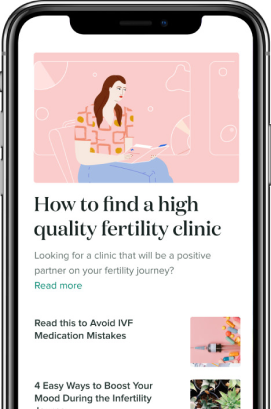 How to find a high
quality fertility clinic
Looking for a clinic that will be a positive
partner on your fertility journey?
Read more
Read this to Avoid IVF
Medication Mistakes
4 Easy Ways to Boost Your
Mood During the Infertility